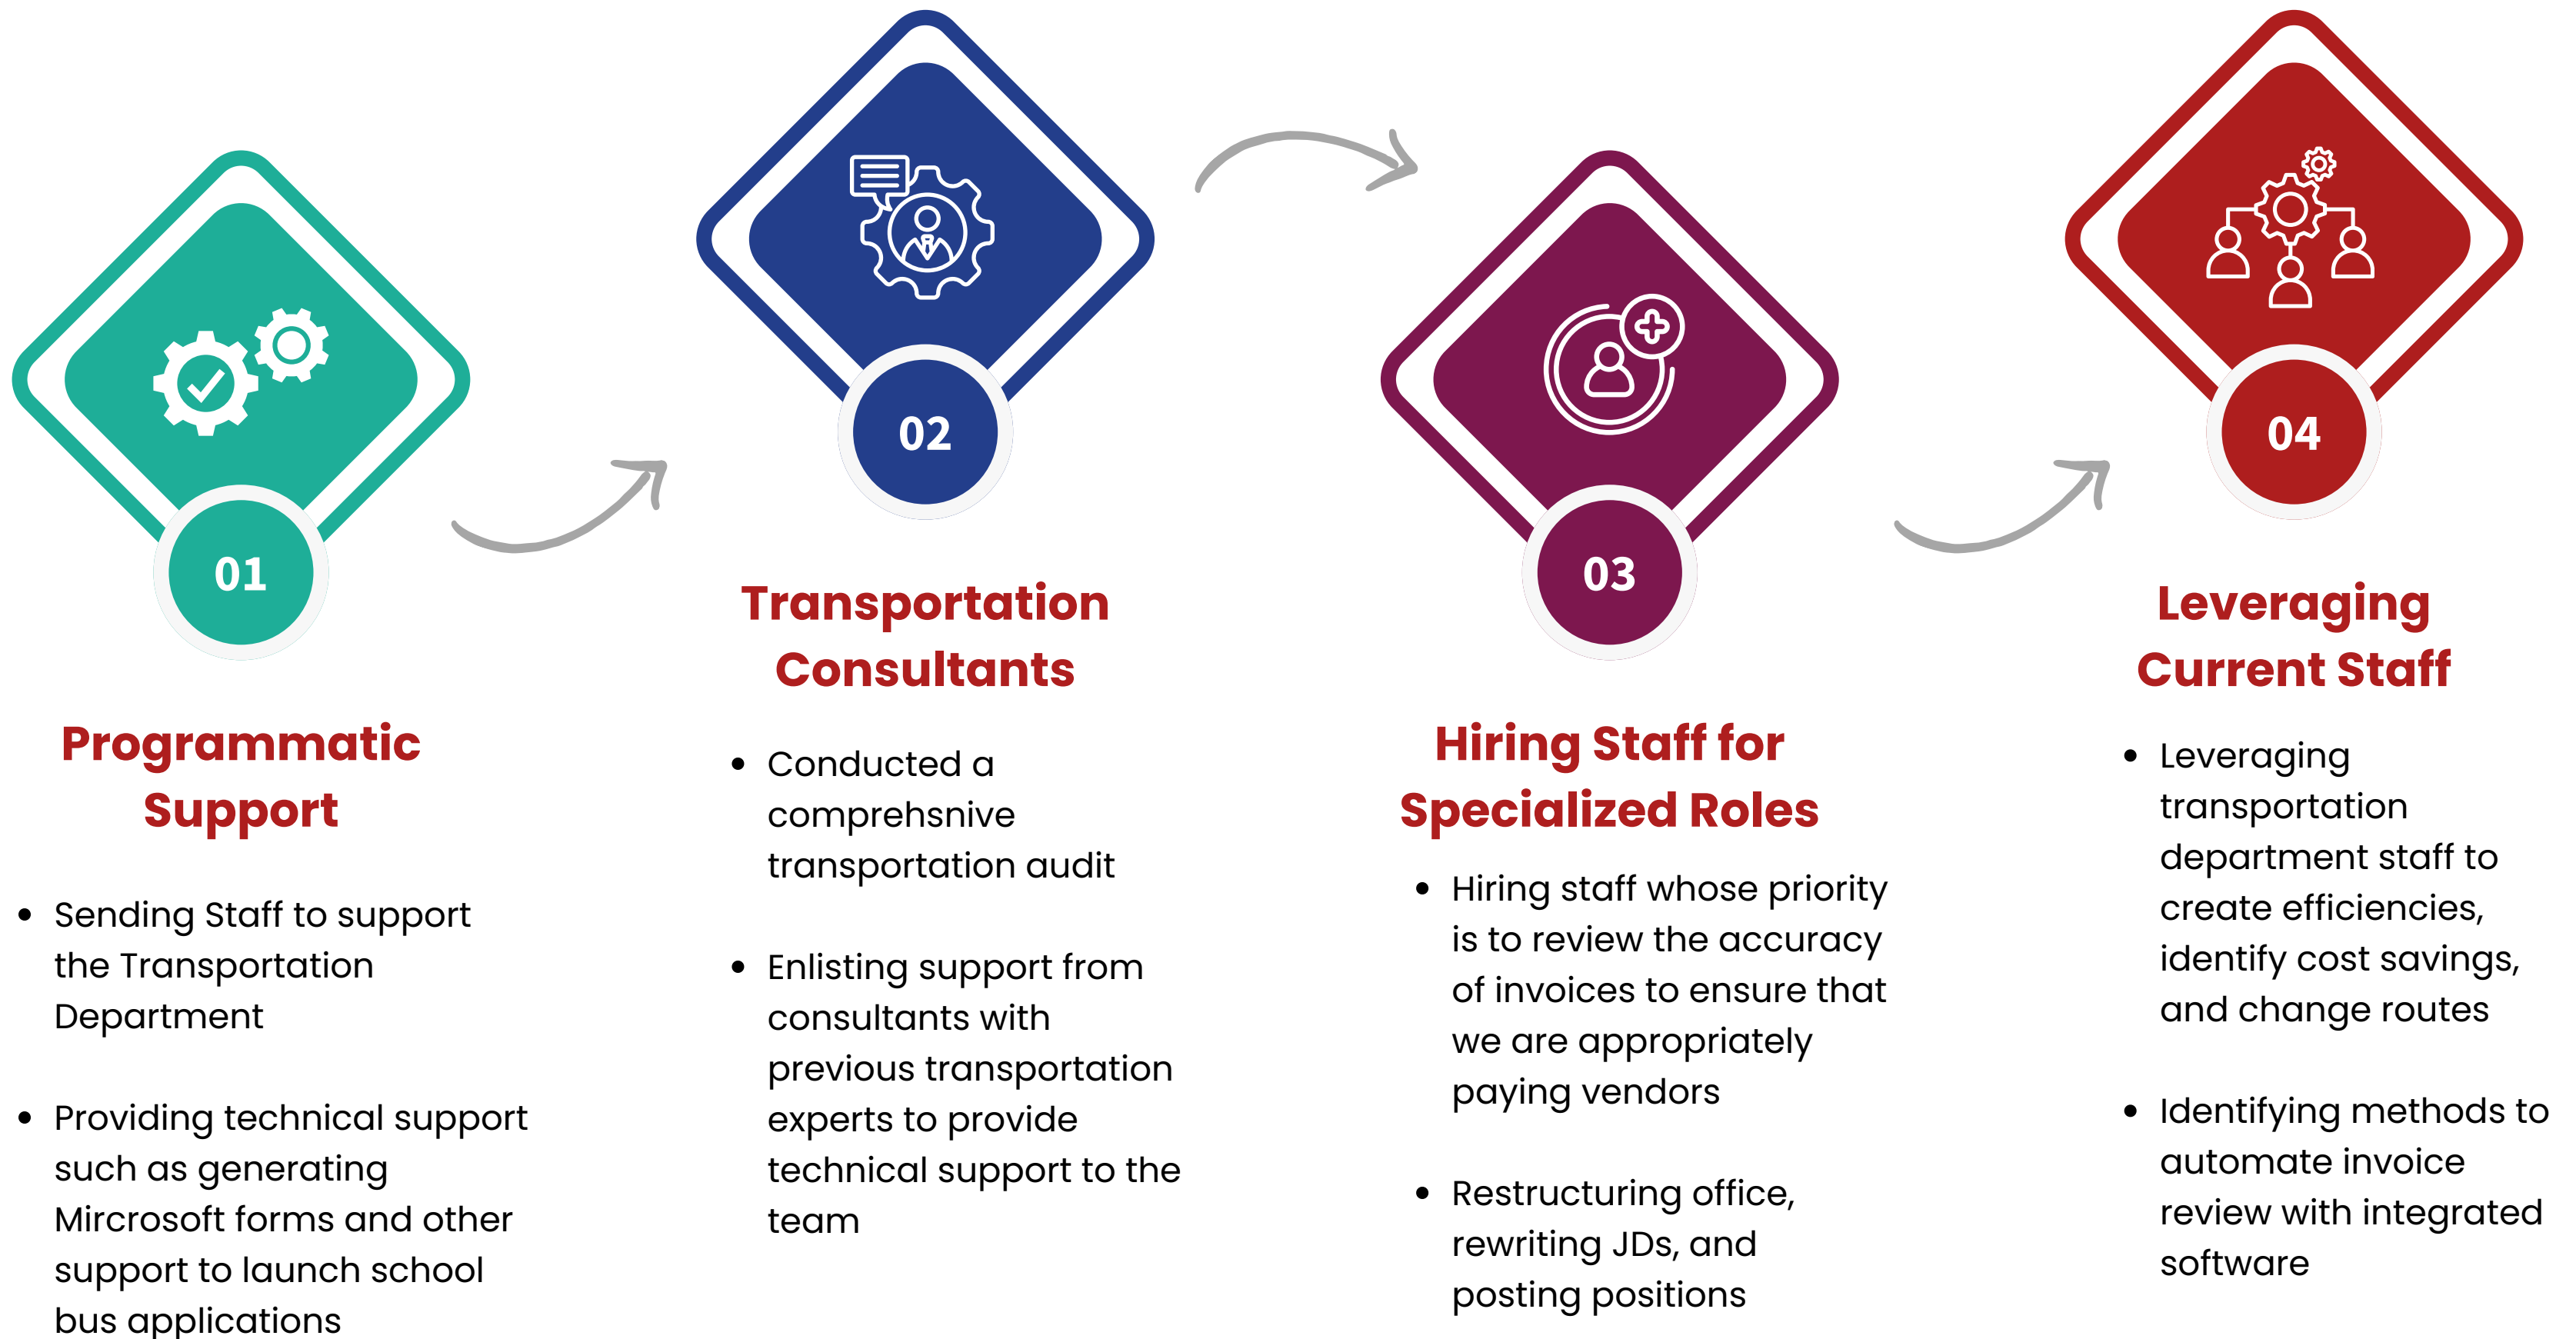 01
Programmatic
Support
• Sending Staff to support
the Transportation
Department
• Providing technical support
such as generating
Mircrosoft forms and other
support to launch school
bus applications
02
Transportation
Consultants
• Conducted a
comprehsnive
transportation audit
• Enlisting support from
consultants with
previous transportation
experts to provide
technical support to the
team
03
Hiring Staff for
Specialized Roles
• Hiring staff whose priority
is to review the accuracy
of invoices to ensure that
we are appropriately
paying vendors
• Restructuring office,
rewriting JDs, and
posting positions
04
Leveraging
Current Staff
• Leveraging
transportation
department staff to
create efficiencies,
identify cost savings,
and change routes
• Identifying methods to
automate invoice
review with integrated
software